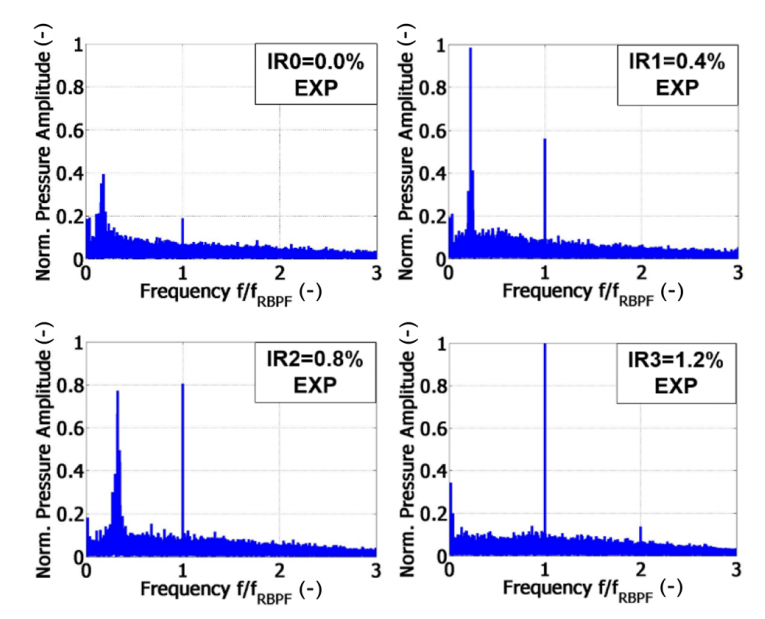 Norm. Pressure Amplitude (-)
1
0.8
0.6
0.4
0.2
0
IR0=0.0%
EXP
0 1 2 3
Frequency f/fRBPF (-)
Norm. Pressure Amplitude (-)
1
0.8
0.6
0.4
0.2
0
IR1=0.4%
EXP
0 1 2 3
Frequency f/fRBPF (-)
Norm. Pressure Amplitude (-)
1
0.8
0.6
0.4
0.2
0
IR2=0.8%
EXP
0 1 2 3
Frequency f/fRBPF (-)
Norm. Pressure Amplitude (-)
1
0.8
0.6
0.4
0.2
0
IR3=1.2%
EXP
0 1 2 3
Frequency f/fRBPF (-)